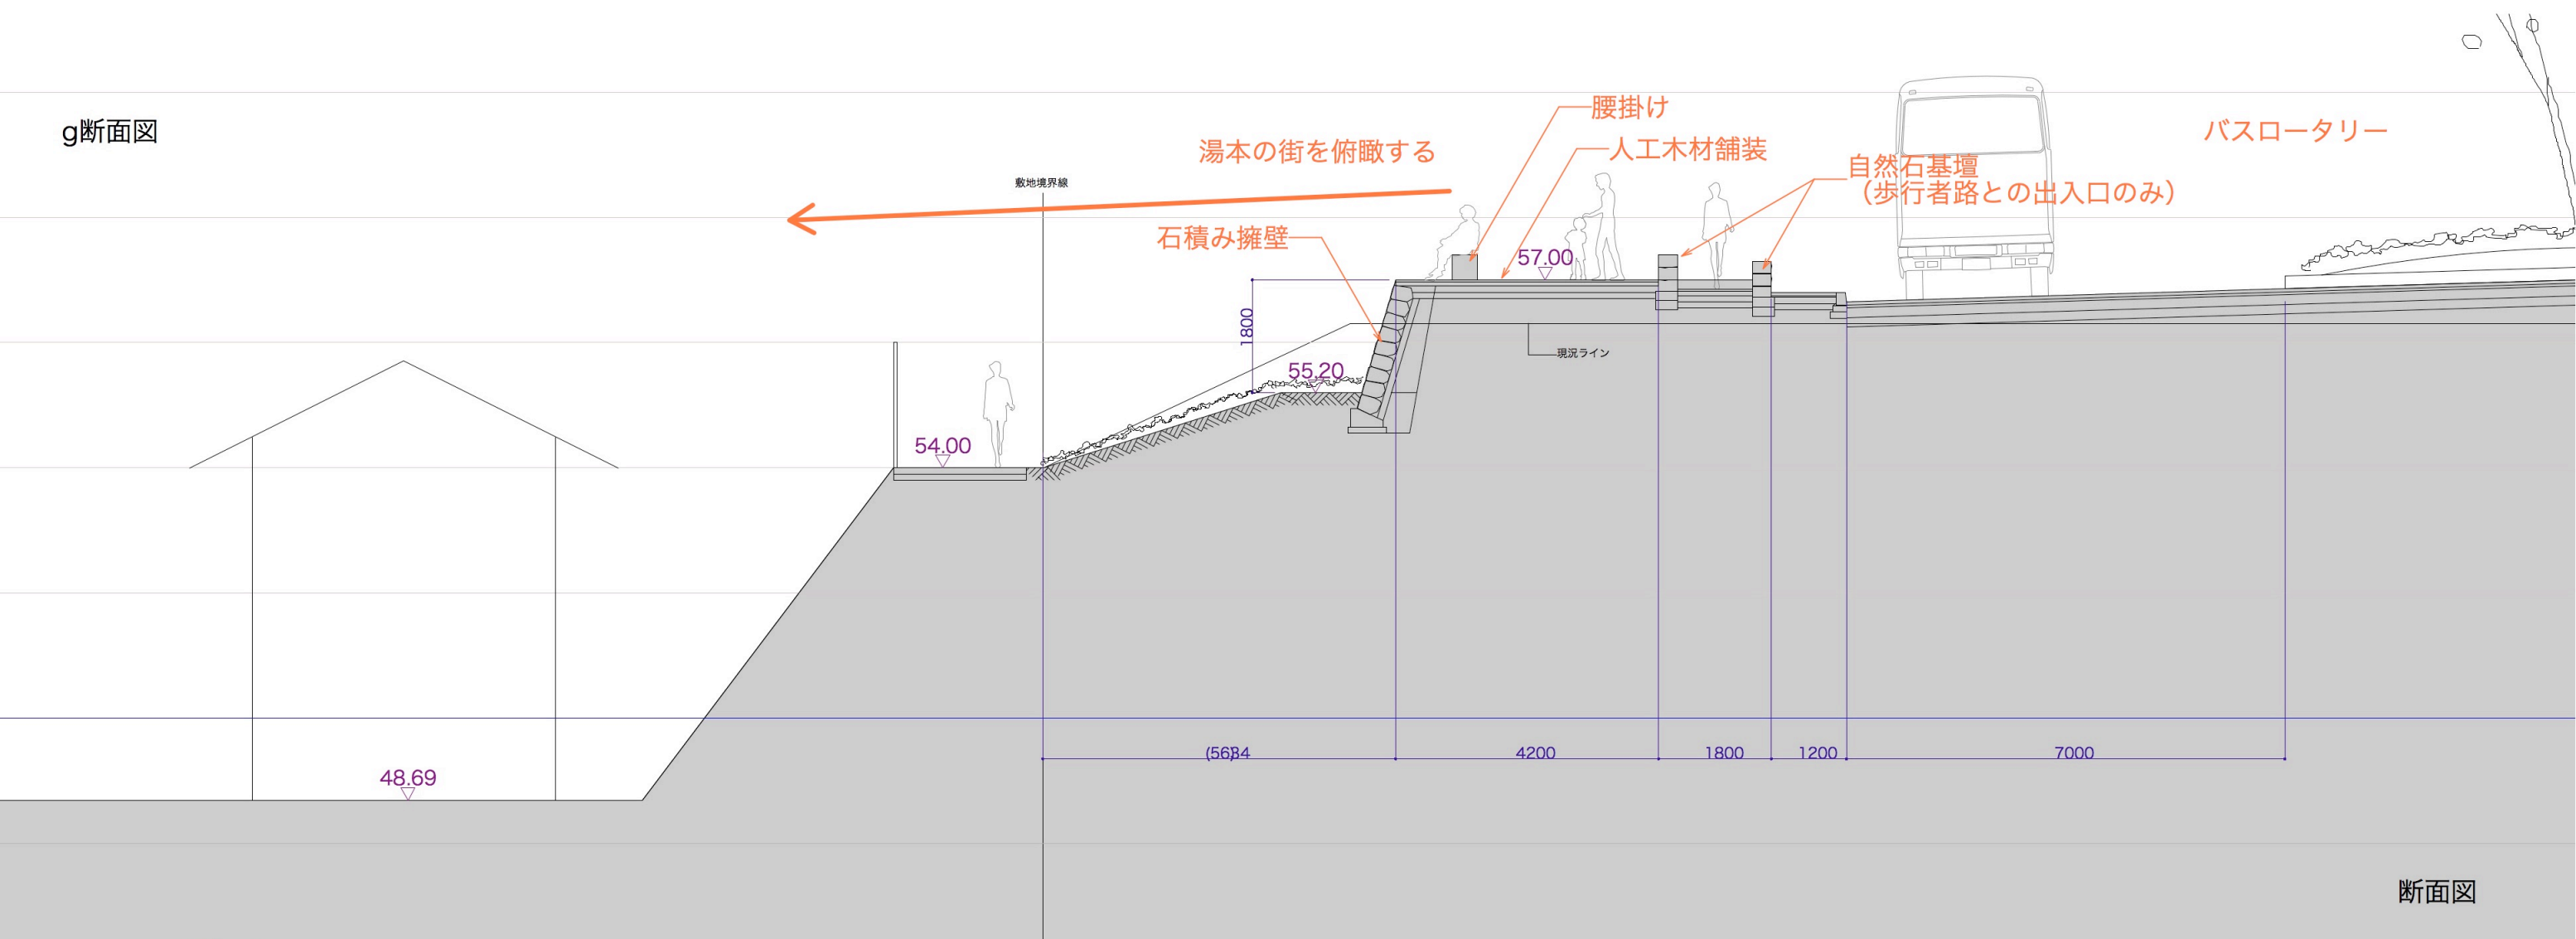 g断面図
腰掛け
湯本の街を俯瞰する
人工木材舗装
バスロータリー
自然石基壇
（歩行者路との出入口のみ）
敷地境界線
石積み擁壁
57.00
1800
現況ライン
55.20
54.00
(56)84
4200
1800
1200
7000
48.69
断面図